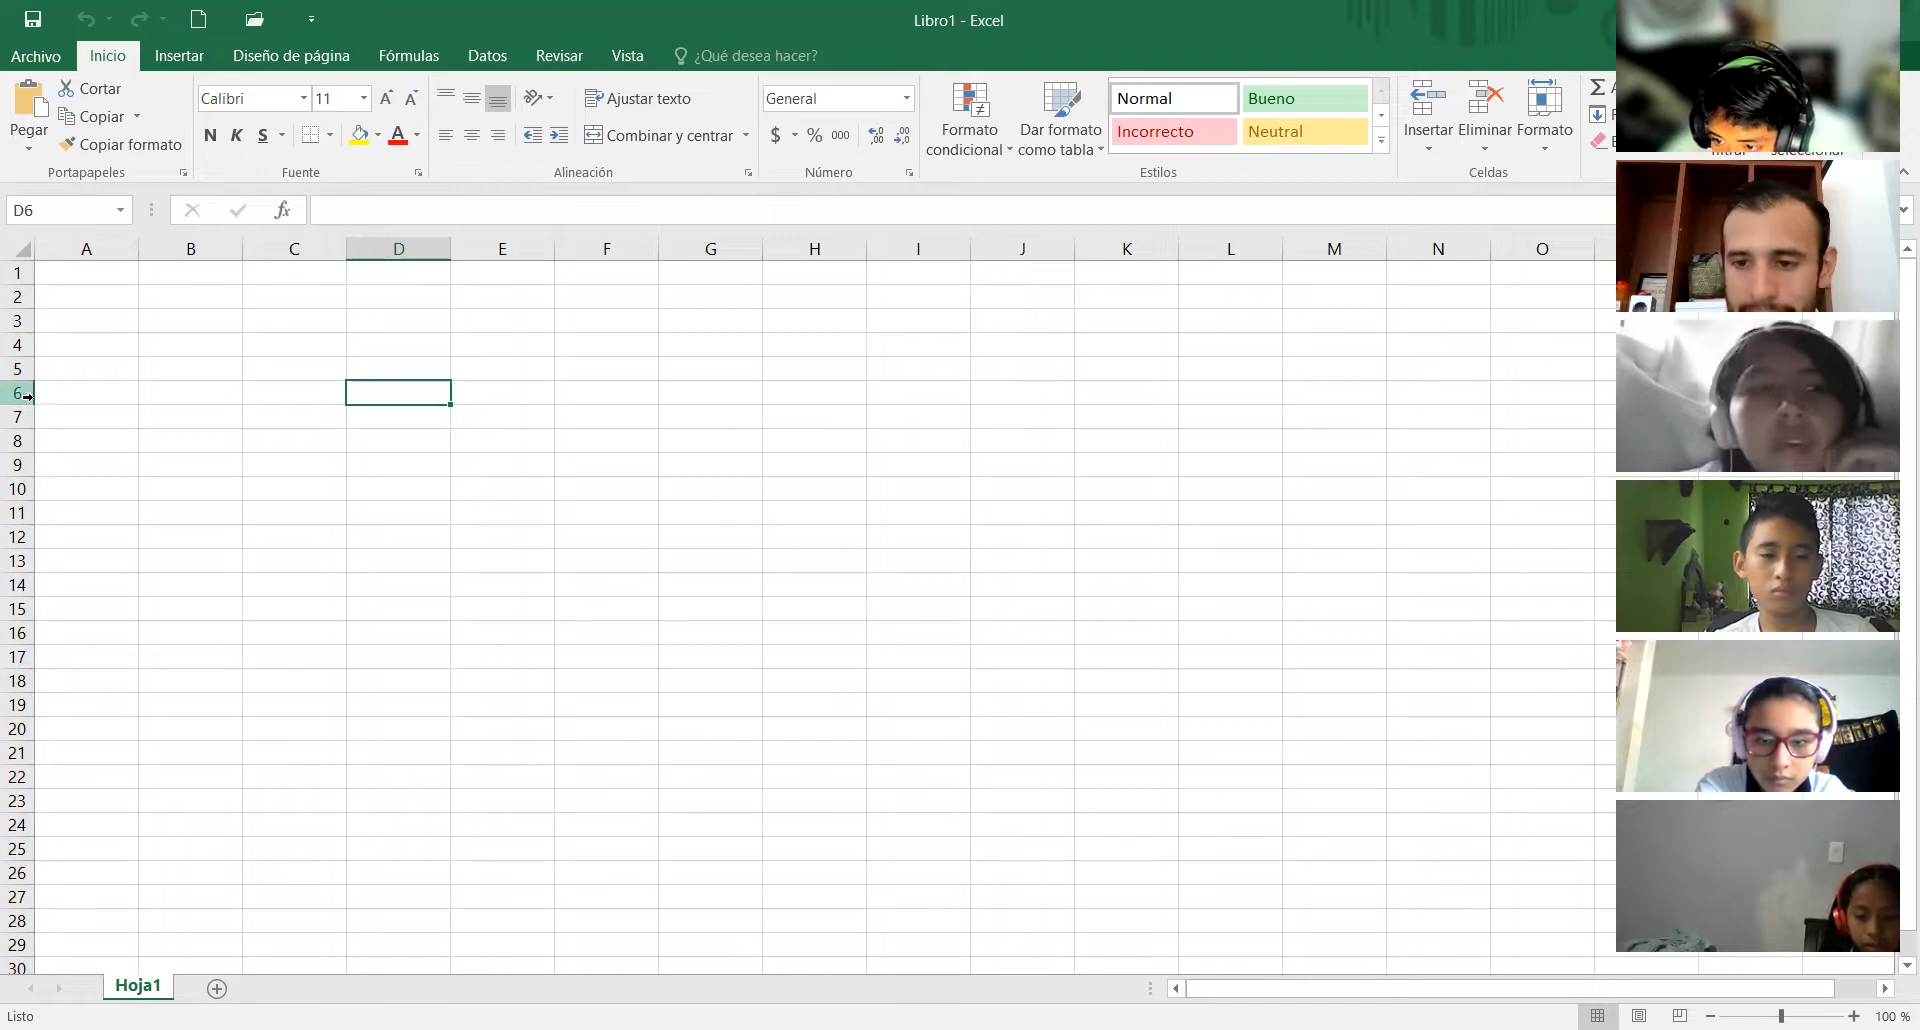 Libro1 - Excel
Archivo Inicio Insertar Diseño de página Fórmulas Datos Revisar Vista ¿Qué desea hacer?
Pegar
Cortar
Copiar
Copiar formato
Portapapeles
Calibri 11
N K S
Fuente
Ajustar texto
Combinar y centrar
Alineación
General
$ % 000
Número
Formato condicional
Dar formato como tabla
Normal Bueno
Incorrecto Neutral
Estilos
Insertar Eliminar Formato
Celdas
D6 fx
A B C D E F G H I J K L M N O
1
2
3
4
5
6
7
8
9
10
11
12
13
14
15
16
17
18
19
20
21
22
23
24
25
26
27
28
29
30
Hoja1
Listo 100 %